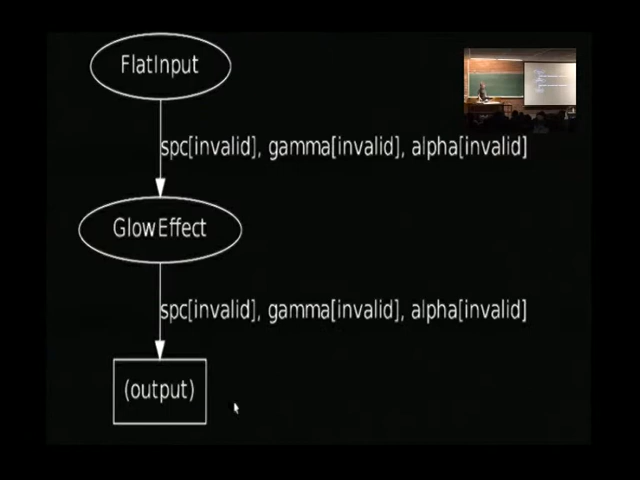 FlatInput
spc[invalid], gamma[invalid], alpha[invalid]
GlowEffect
spc[invalid], gamma[invalid], alpha[invalid]
(output)